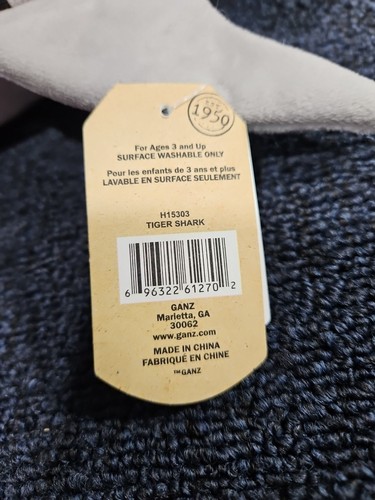 1950
For Ages 3 and Up
SURFACE WASHABLE ONLY
Pour les enfants de 3 ans et plus
LAVABLE EN SURFACE SEULEMENT
H15303
TIGER SHARK
6 96322 61270 2
GANZ
Marietta, GA
30062
www.ganz.com
MADE IN CHINA
FABRIQUÉ EN CHINE
™GANZ